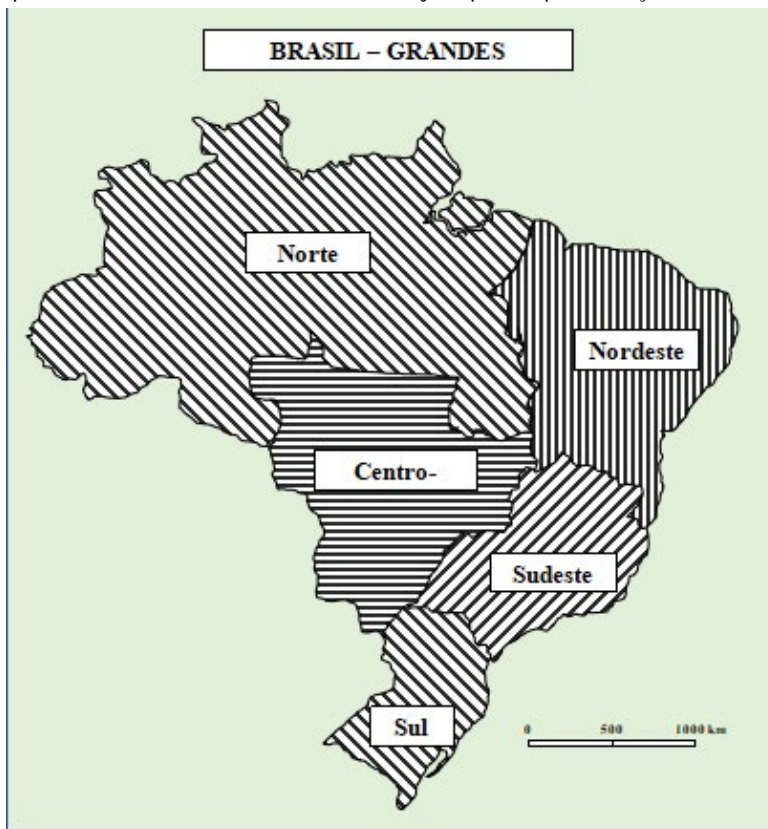 BRASIL – GRANDES
Norte
Nordeste
Centro-
Sudeste
Sul
0 500 1000 km